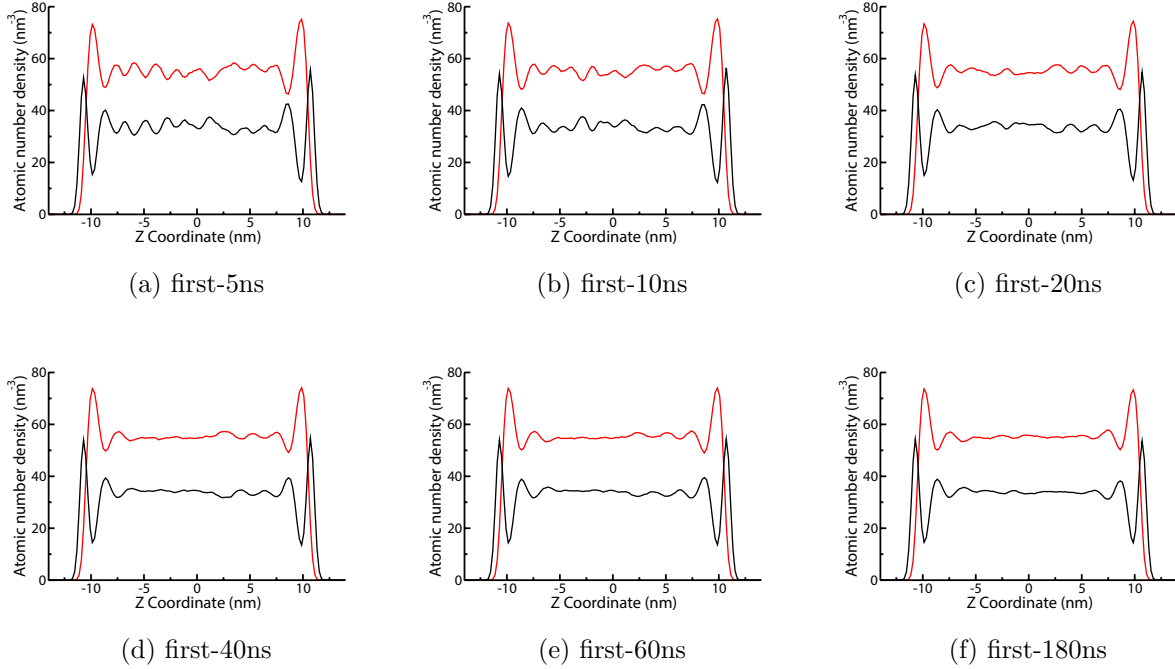 80
60
40
20
0
Atomic number density (nm⁻³)
-10 -5 0 5 10
Z Coordinate (nm)
(a) first-5ns
80
60
40
20
0
Atomic number density (nm⁻³)
-10 -5 0 5 10
Z Coordinate (nm)
(b) first-10ns
80
60
40
20
0
Atomic number density (nm⁻³)
-10 -5 0 5 10
Z Coordinate (nm)
(c) first-20ns
80
60
40
20
0
Atomic number density (nm⁻³)
-10 -5 0 5 10
Z Coordinate (nm)
(d) first-40ns
80
60
40
20
0
Atomic number density (nm⁻³)
-10 -5 0 5 10
Z Coordinate (nm)
(e) first-60ns
80
60
40
20
0
Atomic number density (nm⁻³)
-10 -5 0 5 10
Z Coordinate (nm)
(f) first-180ns